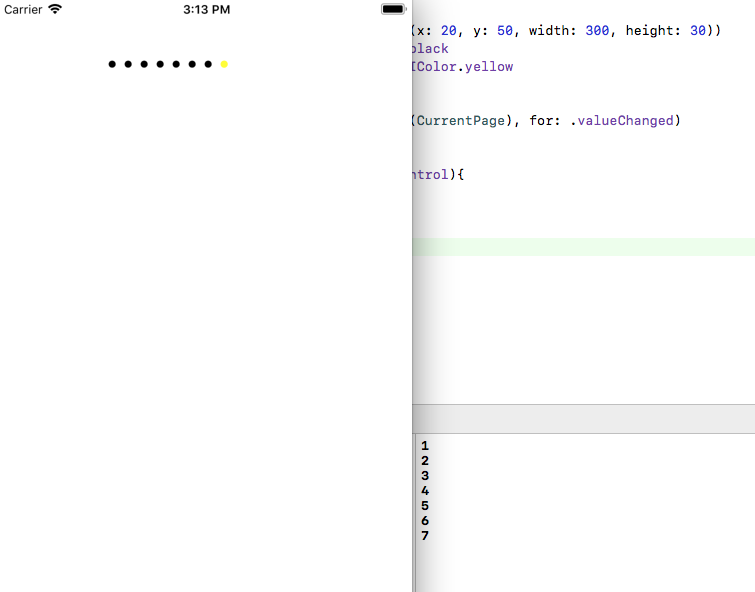 Carrier 3:13 PM
(x: 20, y: 50, width: 300, height: 30))
black
IColor.yellow
(CurrentPage), for: .valueChanged)
ntrol){
1
2
3
4
5
6
7